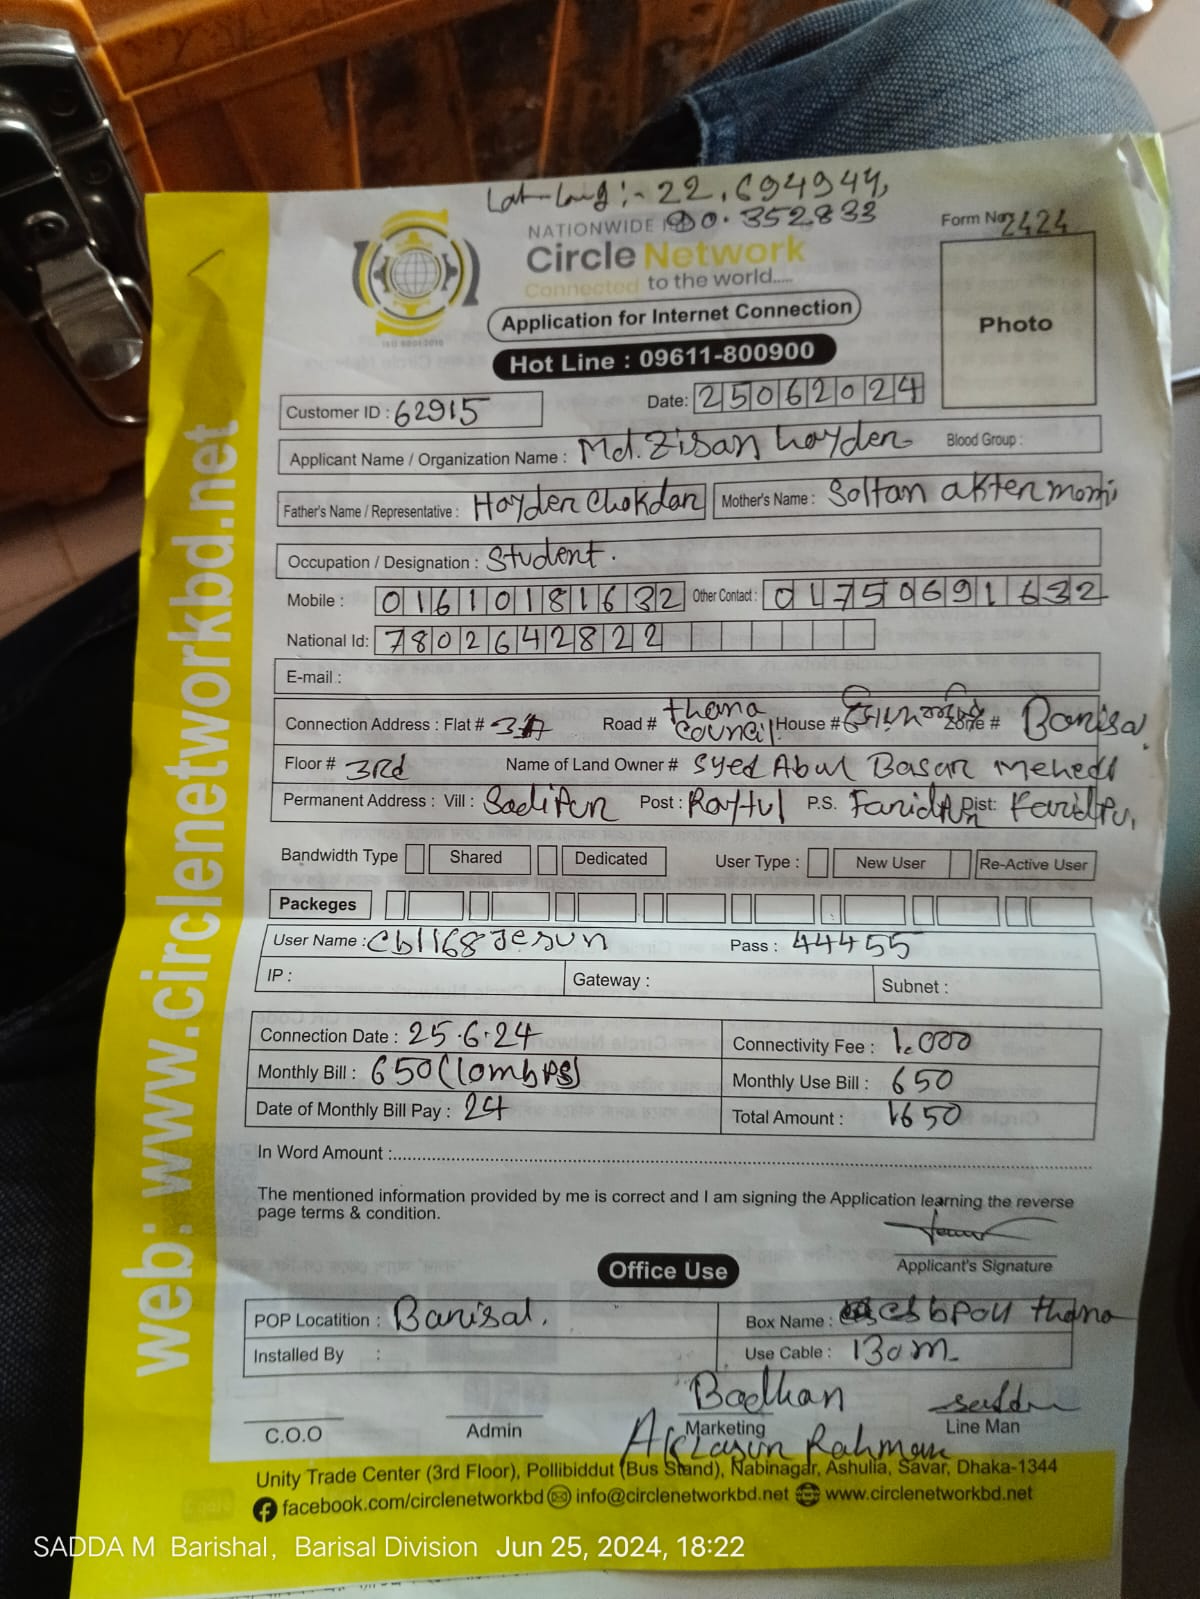 Lat-Long:- 22.694944,
90.352833
NATIONWIDE
Circle Network
Connected to the world.....
ISO 9001:2015
Form No 2424
Application for Internet Connection
Hot Line : 09611-800900
Photo
Customer ID : 62915
Date: 25062024
Applicant Name / Organization Name : Md. Zisan hayder
Blood Group :
Father's Name / Representative : Hayder Chokdar
Mother's Name : Soltan akter
Occupation / Designation : Student.
Mobile : 01610181632 Other Contact : 01750691632
National Id: 7802642822
E-mail :
Connection Address : Flat # 3A Road # thana Council House # Zone # Barisal
Floor # 3Rd Name of Land Owner # Syed Abul Basar Mehedi
Permanent Address : Vill : Sadipur Post : P.S. Faridpur Dist: Faridpur
Bandwidth Type Shared Dedicated User Type : New User Re-Active User
Packeges
User Name : cb1168jesun Pass : 44455
IP : Gateway : Subnet :
Connection Date : 25.6.24 Connectivity Fee : 1.000
Monthly Bill : 650 (10mbps) Monthly Use Bill : 650
Date of Monthly Bill Pay : 24 Total Amount : 1650
In Word Amount :
The mentioned information provided by me is correct and I am signing the Application learning the reverse
page terms & condition.
Applicant's Signature
Office Use
POP Locatition : Barisal. Box Name : thana
Installed By : Use Cable : 130m
Badhan
C.O.O Admin Marketing Line Man
Rahman
Unity Trade Center (3rd Floor), Pollibiddut (Bus Stand), Nabinagar, Ashulia, Savar, Dhaka-1344
facebook.com/circlenetworkbd info@circlenetworkbd.net www.circlenetworkbd.net
web: www.circlenetworkbd.net
SADDA M Barishal, Barisal Division Jun 25, 2024, 18:22